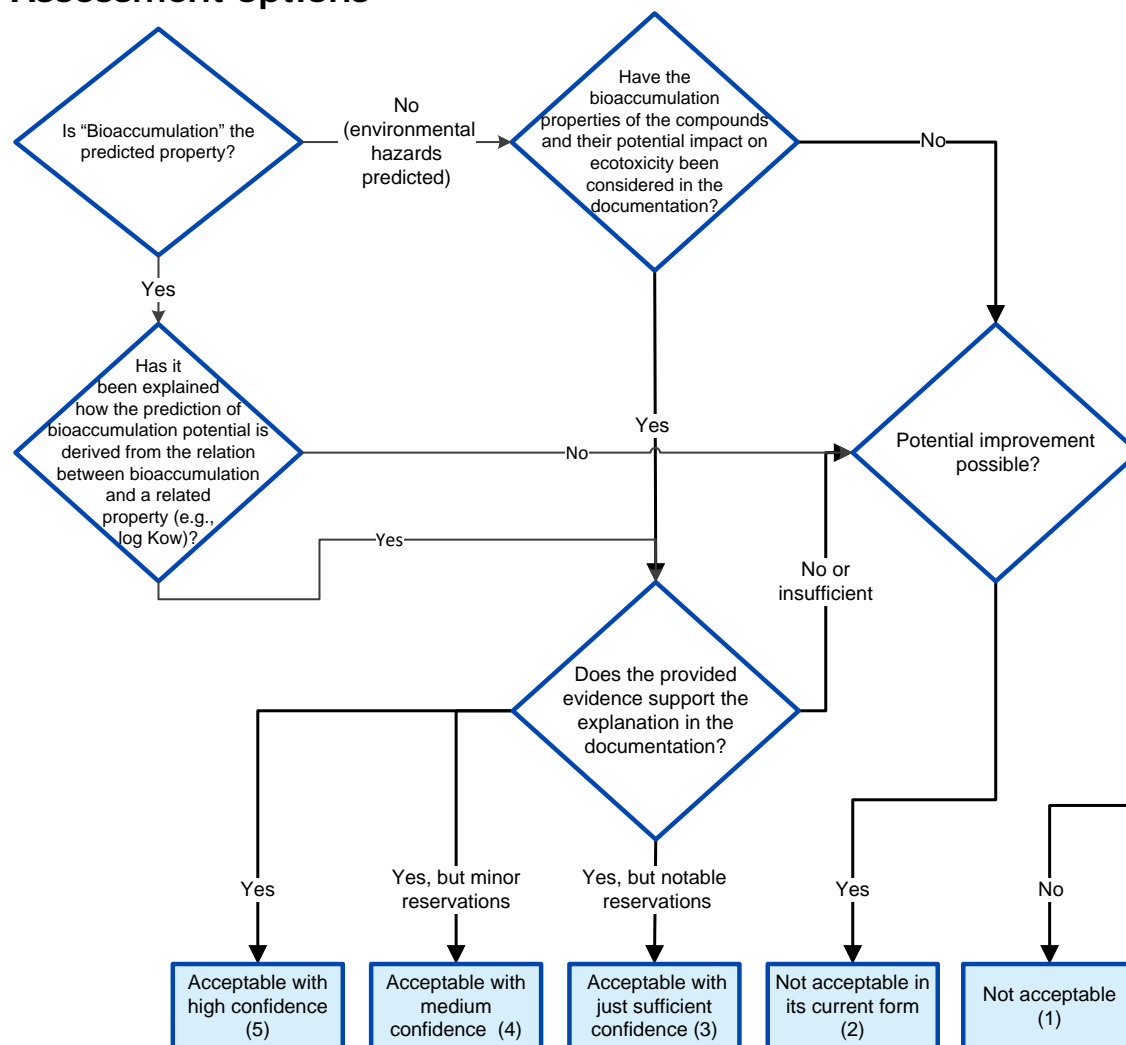 Assessment options
Is “Bioaccumulation” the
predicted property?
No
(environmental
hazards
predicted)
Have the
bioaccumulation
properties of the compounds
and their potential impact on
ecotoxicity been
considered in the
documentation?
No
Yes
Has it
been explained
how the prediction of
bioaccumulation potential is
derived from the relation
between bioaccumulation
and a related
property (e.g.,
log Kow)?
No
Yes
Yes
Potential improvement
possible?
No or
insufficient
Does the provided
evidence support the
explanation in the
documentation?
Yes
Yes, but minor
reservations
Yes, but notable
reservations
Yes
No
Acceptable with
high confidence
(5)
Acceptable with
medium
confidence (4)
Acceptable with
just sufficient
confidence (3)
Not acceptable in
its current form
(2)
Not acceptable
(1)